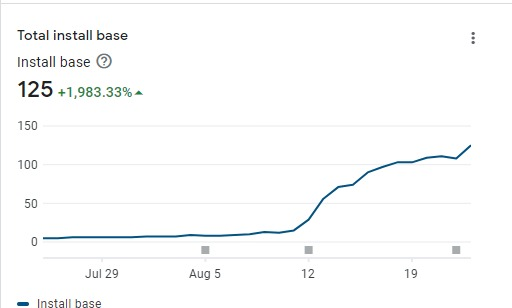 Total install base
Install base
125 +1,983.33%
150
100
50
0
Jul 29 Aug 5 12 19
Install base